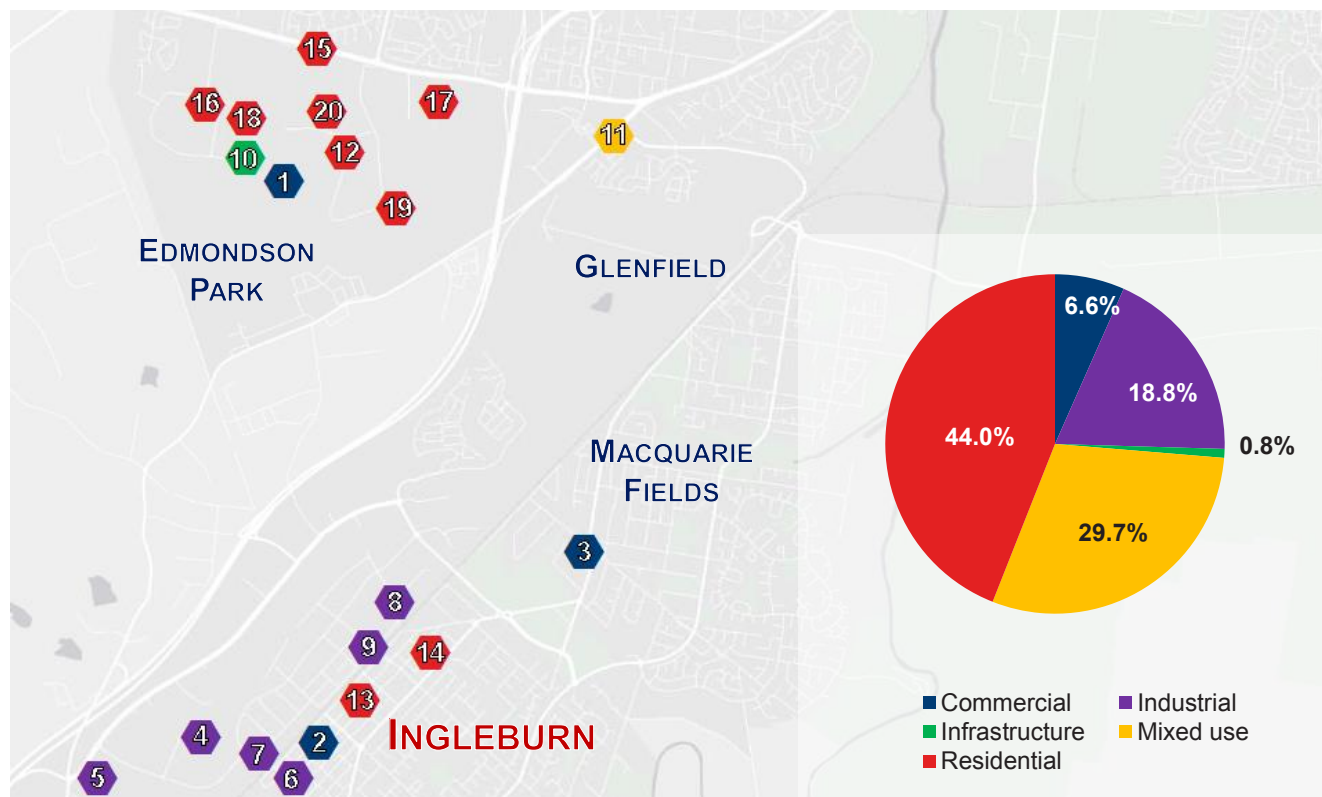 15
16
18
20
17
11
10
12
1
19
EDMONDSON
PARK
GLENFIELD
6.6%
18.8%
44.0%
0.8%
MACQUARIE
FIELDS
29.7%
3
8
9
14
13
INGLEBURN
4
7
2
5
6
Commercial
Industrial
Infrastructure
Mixed use
Residential